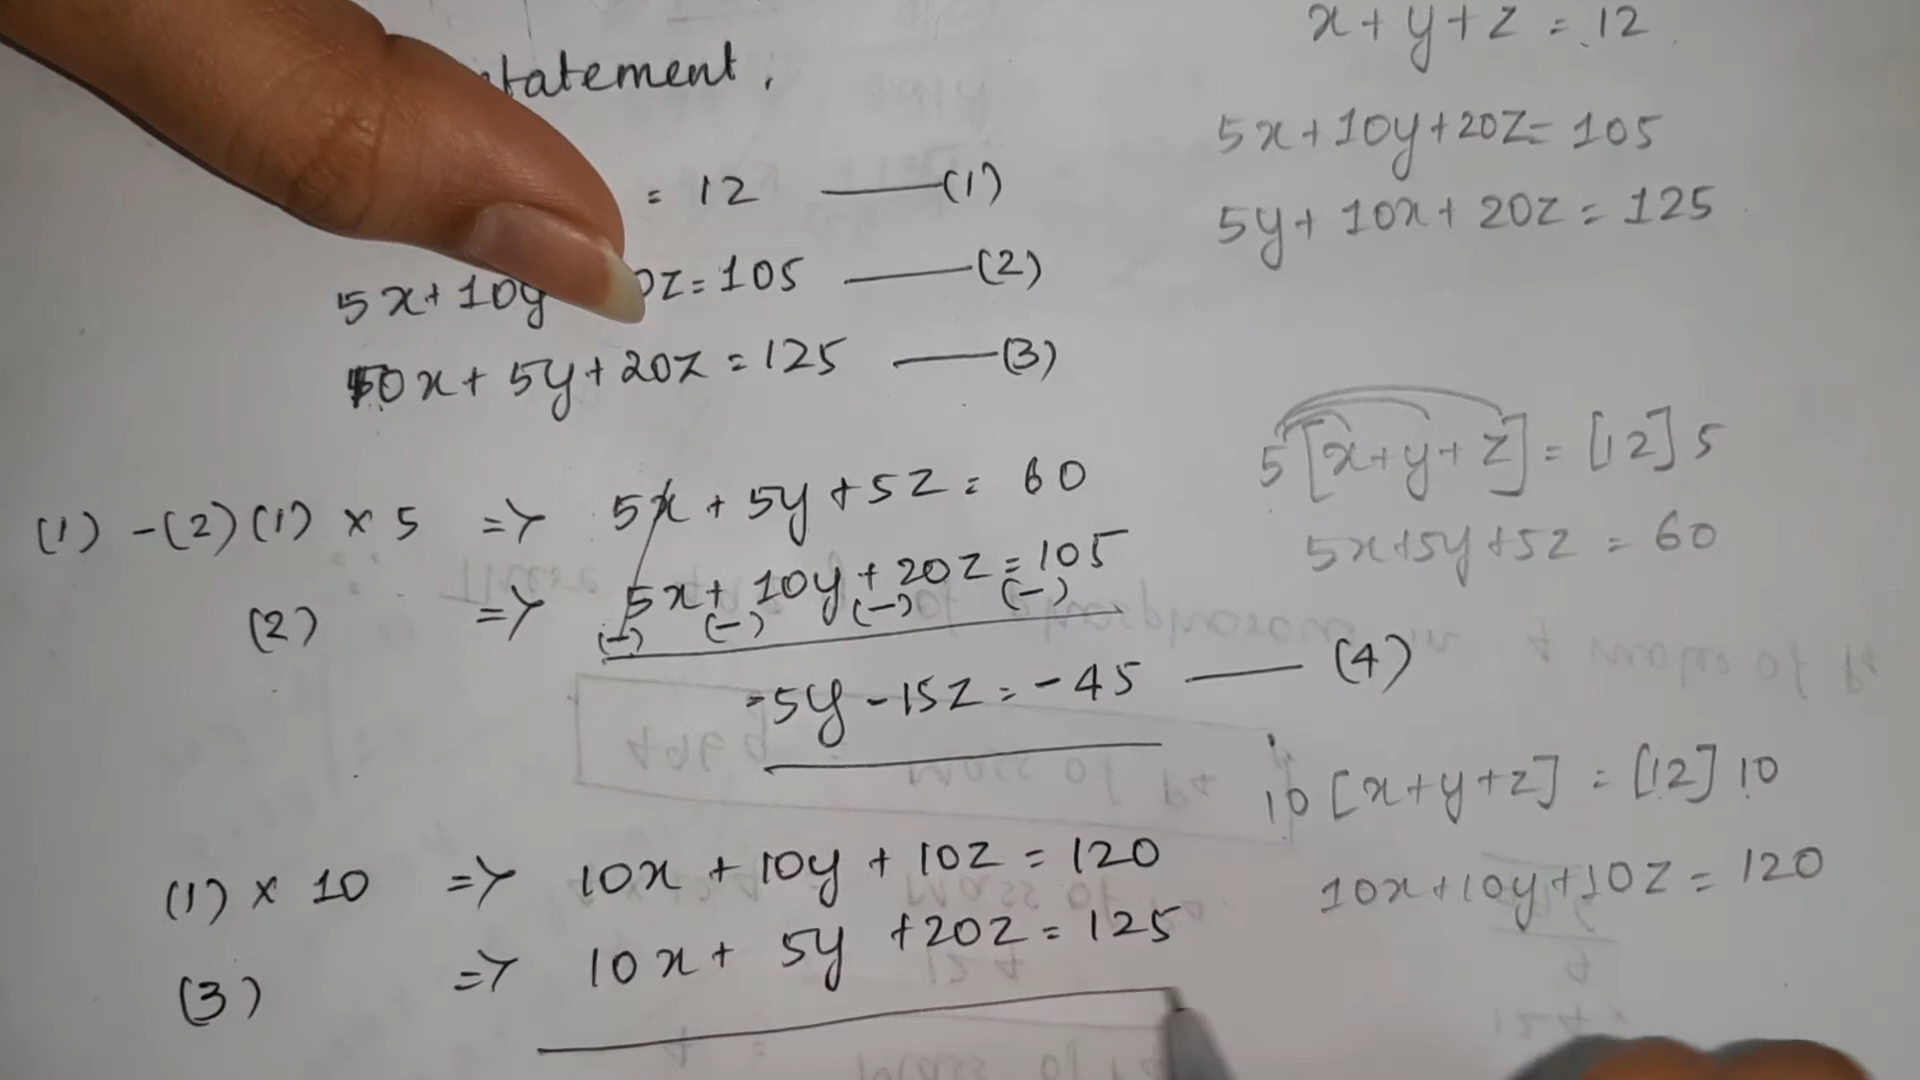 tatement.
= 12 ——(1)
5x+10y 0z=105 ——(2)
10x+ 5y+20z=125 ——(3)
(1) -(2) (1) x 5 => 5x + 5y +5z = 60
(2) => 5x+ 10y+20z=105
(-) (-) (-) (-)
-5y-15z=-45 —— (4)
(1) x 10 => 10x + 10y + 10z = 120
(3) => 10x+ 5y +20z=125
x+y+z=12
5x+10y+20z=105
5y+10x+20z=125
5[x+y+z]=[12]5
5x+5y+5z=60
10[x+y+z]=[12]10
10x+10y+10z=120